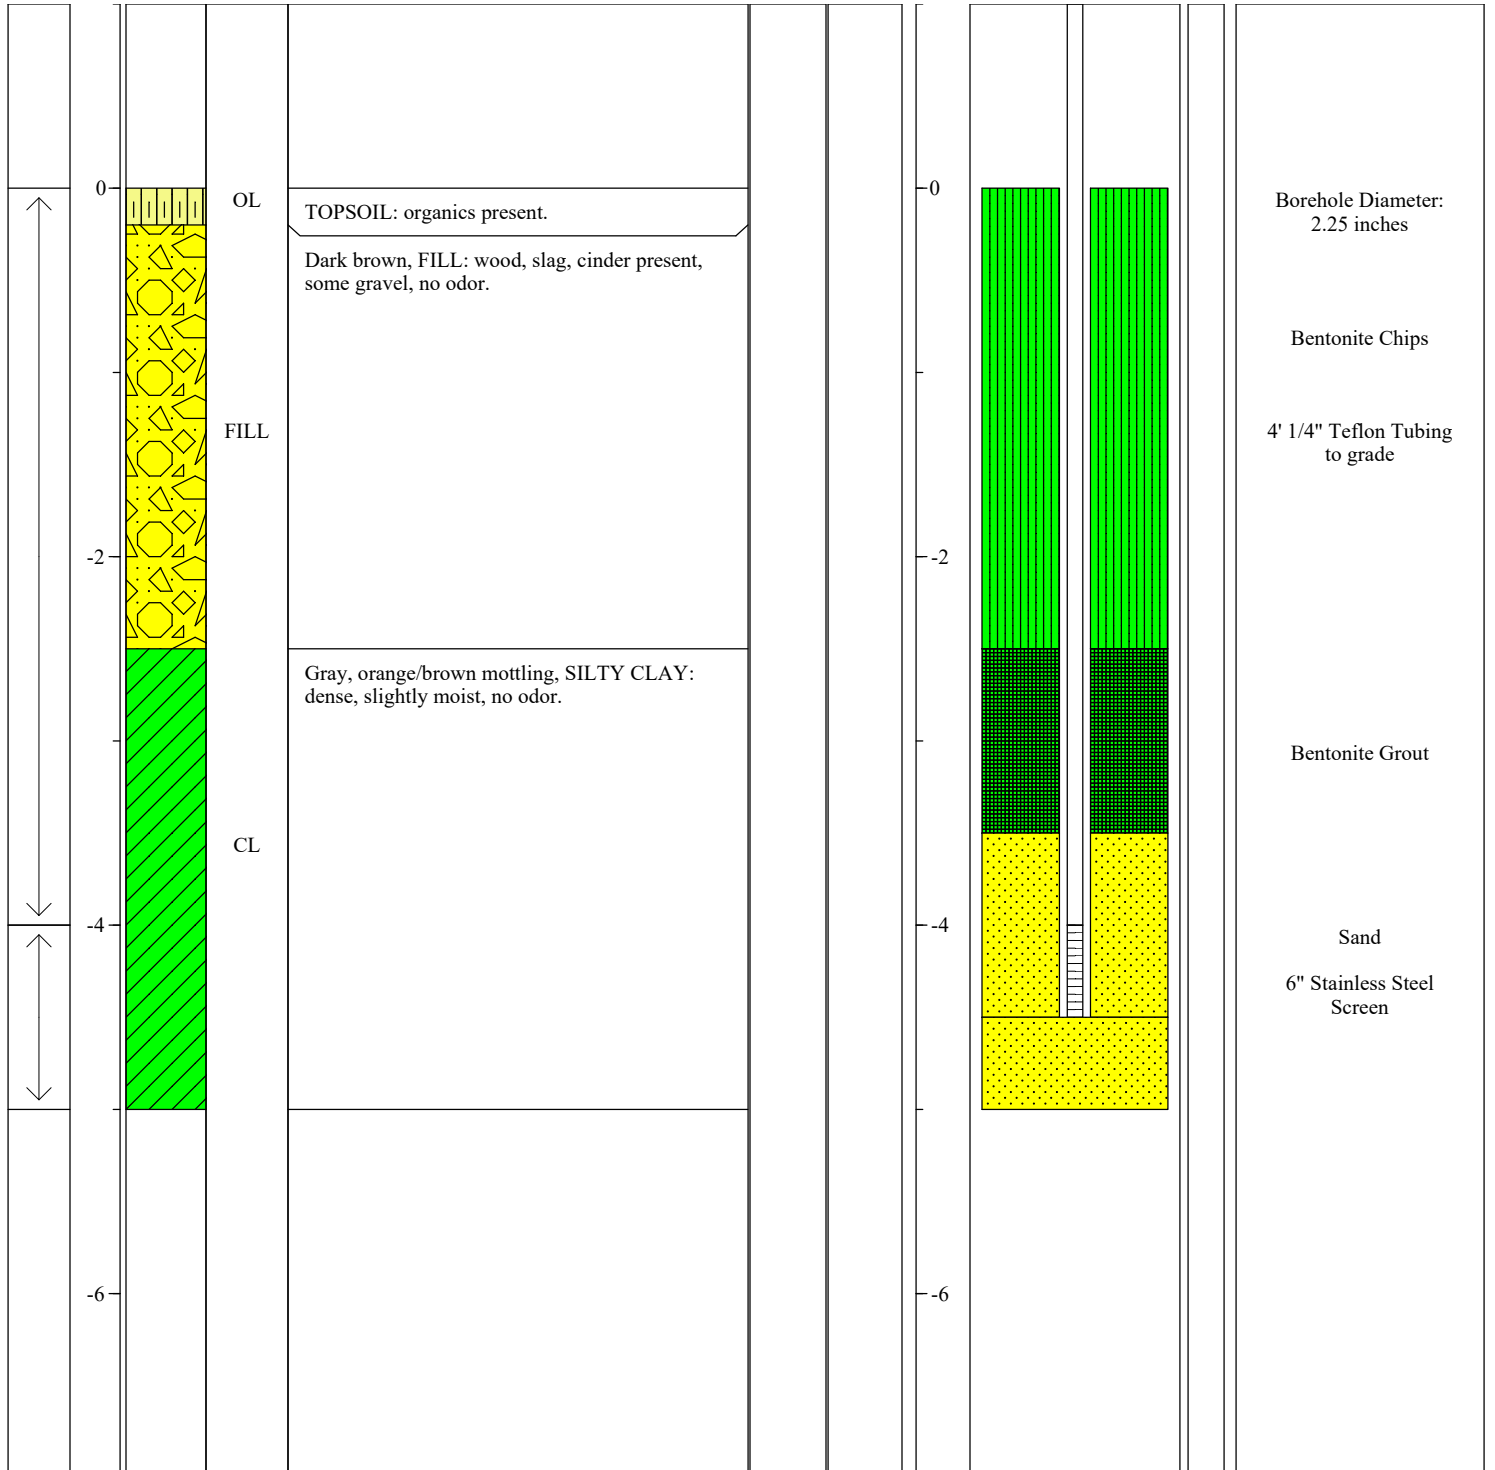 0
OL
TOPSOIL: organics present.
Dark brown, FILL: wood, slag, cinder present,
some gravel, no odor.
FILL
-2
Gray, orange/brown mottling, SILTY CLAY:
dense, slightly moist, no odor.
CL
-4
-6
0
-2
-4
-6
Borehole Diameter:
2.25 inches
Bentonite Chips
4' 1/4" Teflon Tubing
to grade
Bentonite Grout
Sand
6" Stainless Steel
Screen